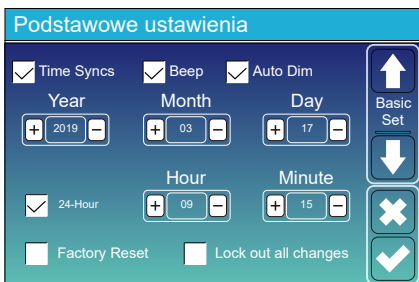 Podstawowe ustawienia
Time Syncs Beep Auto Dim
Year Month Day
+ 2019 − + 03 − + 17 −
Hour Minute
24-Hour + 09 − + 15 −
Factory Reset Lock out all changes
Basic
Set